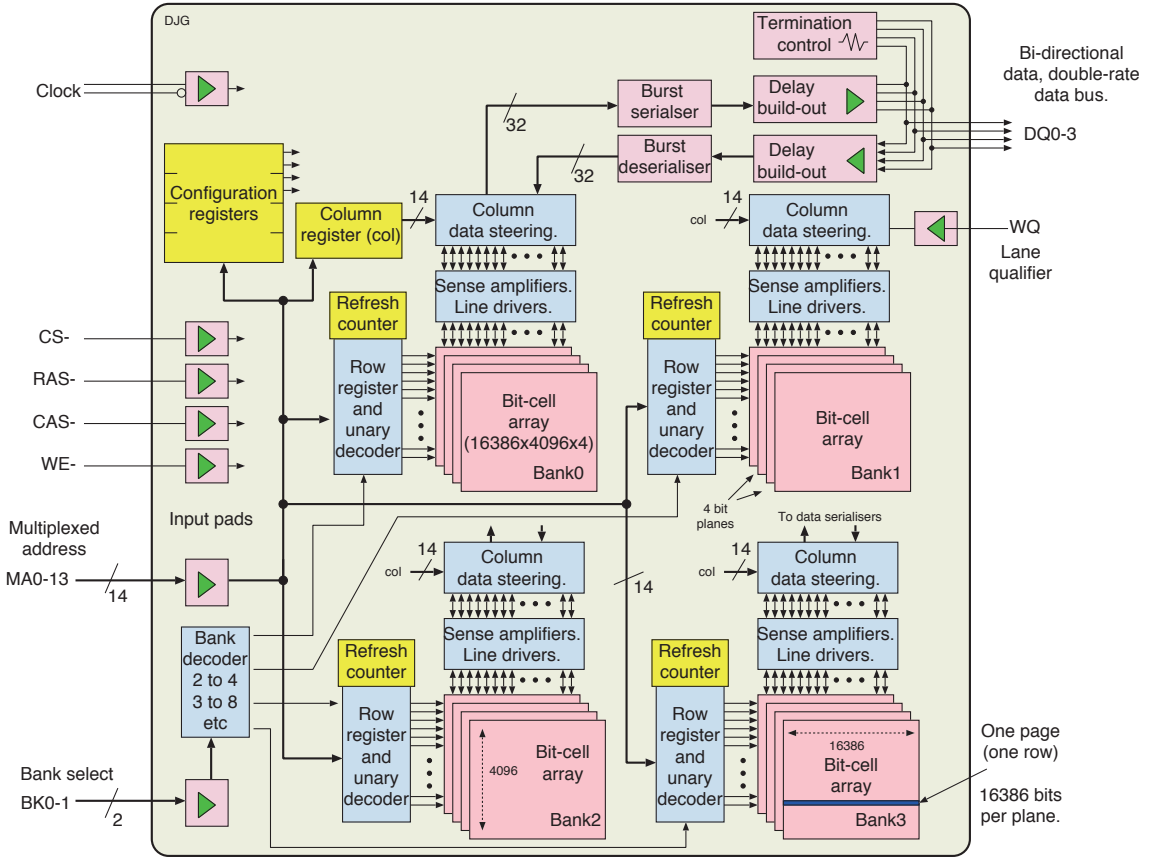 DJG
Termination
control
Bi-directional
data, double-rate
data bus.
Clock
Burst
serialser
Delay
build-out
32
DQ0-3
Burst
deserialiser
Delay
build-out
32
Configuration
registers
Column
register (col)
14
Column
data steering.
col
14
Column
data steering.
WQ
Lane
qualifier
Sense amplifiers.
Line drivers.
Sense amplifiers.
Line drivers.
Refresh
counter
Refresh
counter
CS-
RAS-
CAS-
WE-
Row
register
and
unary
decoder
Bit-cell
array
(16386x4096x4)
Bank0
Row
register
and
unary
decoder
Bit-cell
array
Bank1
4 bit
planes
Input pads
To data serialisers
Multiplexed
address
MA0-13
14
col
14
Column
data steering.
14
col
14
Column
data steering.
Bank
decoder
2 to 4
3 to 8
etc
Sense amplifiers.
Line drivers.
Sense amplifiers.
Line drivers.
Refresh
counter
Refresh
counter
Row
register
and
unary
decoder
4096
Bit-cell
array
Bank2
Row
register
and
unary
decoder
16386
Bit-cell
array
Bank3
One page
(one row)
16386 bits
per plane.
Bank select
BK0-1
2